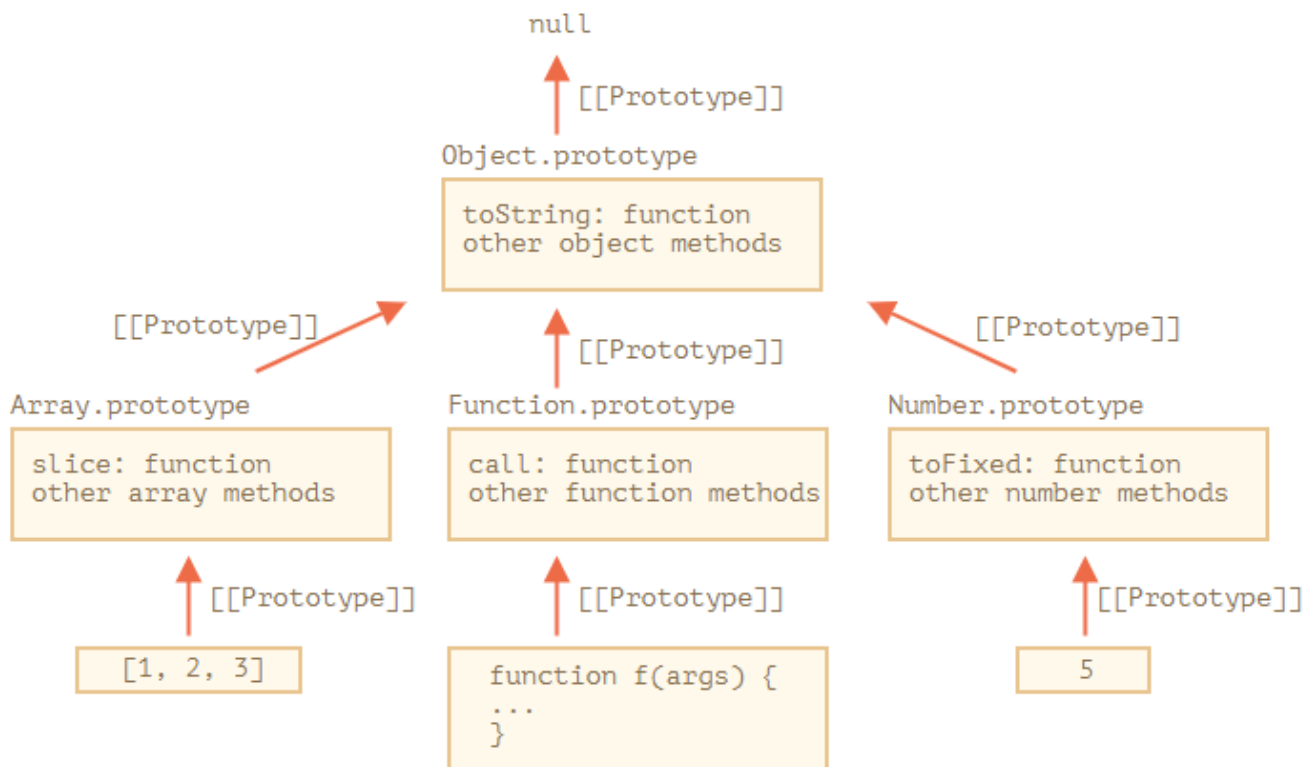 null
[[Prototype]]
Object.prototype
toString: function
other object methods
[[Prototype]]
[[Prototype]]
[[Prototype]]
Array.prototype
slice: function
other array methods
Function.prototype
call: function
other function methods
Number.prototype
toFixed: function
other number methods
[[Prototype]]
[[Prototype]]
[[Prototype]]
[1, 2, 3]
function f(args) {
...
}
5